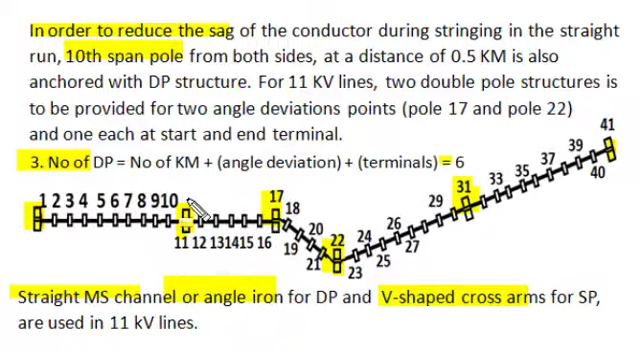 In order to reduce the sag of the conductor during stringing in the straight
run, 10th span pole from both sides, at a distance of 0.5 KM is also
anchored with DP structure. For 11 KV lines, two double pole structures is
to be provided for two angle deviations points (pole 17 and pole 22)
and one each at start and end terminal.
3. No of DP = No of KM + (angle deviation) + (terminals) = 6
1 2 3 4 5 6 7 8 9 10
11 12 13 14 15 16
17
18
19
20
21
22
23
24
25
26
27
29
31
33
35
37
39
40
41
Straight MS channel or angle iron for DP and V-shaped cross arms for SP,
are used in 11 kV lines.